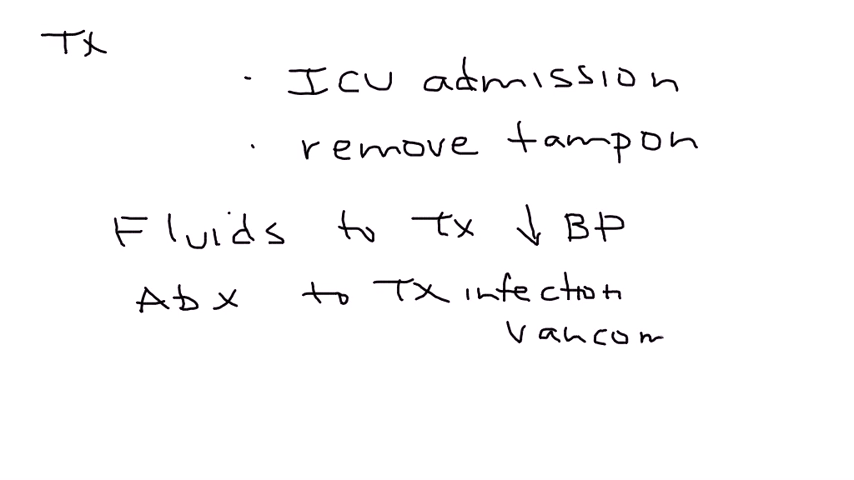 Tx
· ICU admission
· remove tampon
Fluids to Tx ↓ BP
Abx to Tx infection
vancom